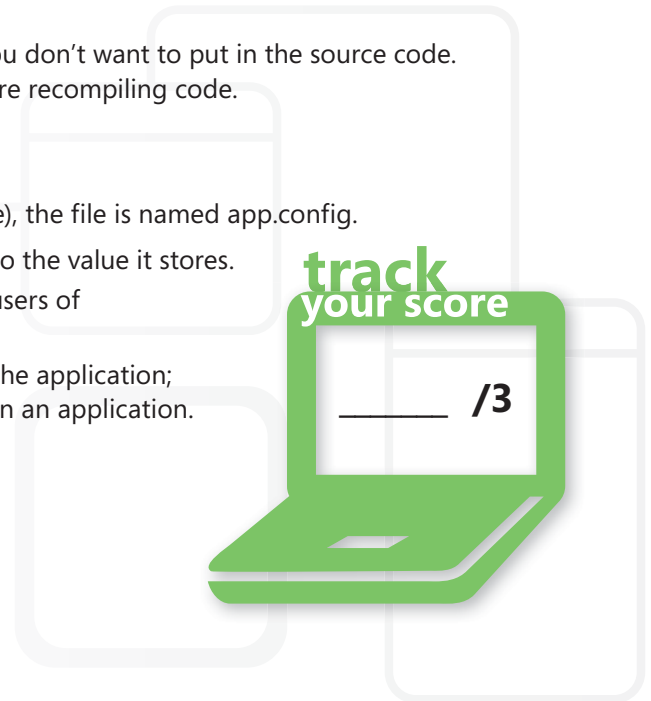 u don’t want to put in the source code.
re recompiling code.
e), the file is named app.config.
o the value it stores.
users of
he application;
n an application.
track
your score
_______ /3